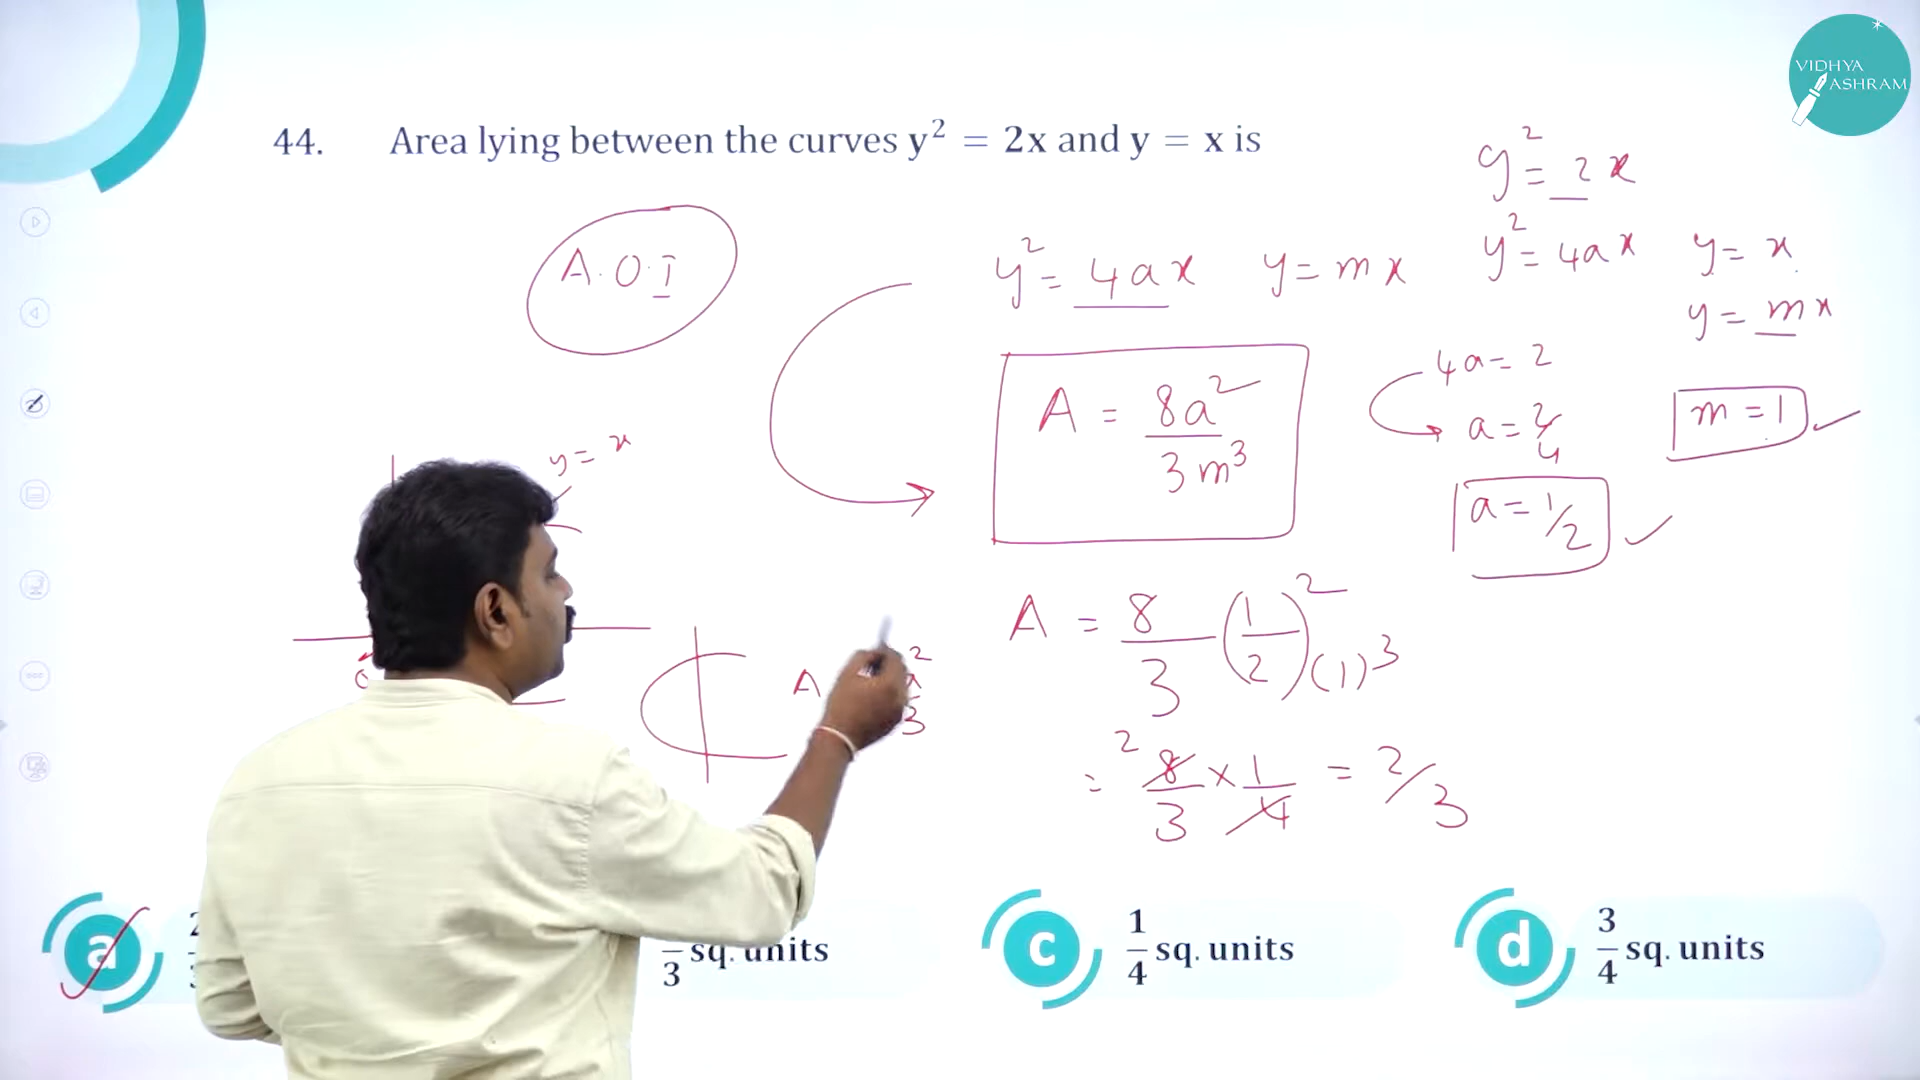 VIDHYA
ASHRAM
44. Area lying between the curves y² = 2x and y = x is
y² = 2x
A.O.I
y² = 4ax y = mx
y² = 4ax y = x
y = mx
4a = 2
A = 8a²/3m³
a = 2/4
m = 1
y = x
a = 1/2
A = 8/3 (1/2)² (1)³
A
= 8/3 × 1/4 = 2/3
2
a
3 sq. units
c 1/4 sq. units
d 3/4 sq. units